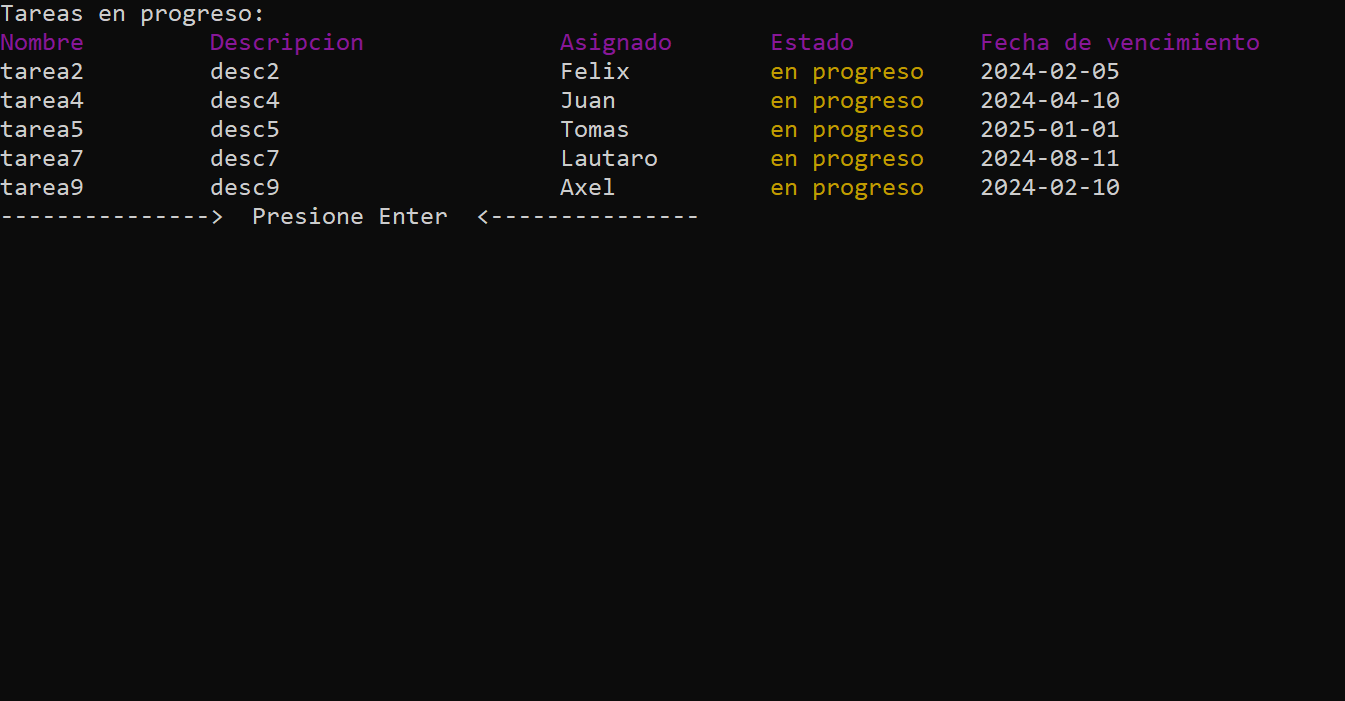 Tareas en progreso:
Nombre         Descripcion              Asignado       Estado         Fecha de vencimiento
tarea2         desc2                    Felix          en progreso    2024-02-05
tarea4         desc4                    Juan           en progreso    2024-04-10
tarea5         desc5                    Tomas          en progreso    2025-01-01
tarea7         desc7                    Lautaro        en progreso    2024-08-11
tarea9         desc9                    Axel           en progreso    2024-02-10
--------------->  Presione Enter  <---------------